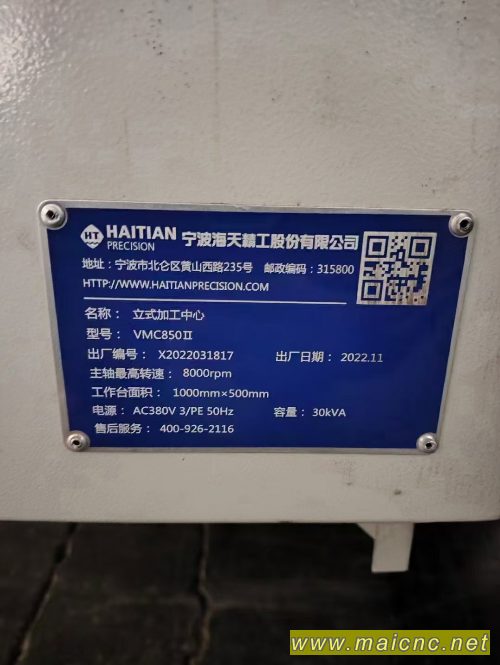 HT HAITIAN PRECISION 宁波海天精工股份有限公司
地址：宁波市北仑区黄山西路235号 邮政编码：315800
HTTP://WWW.HAITIANPRECISION.COM
名称： 立式加工中心
型号： VMC850Ⅱ
出厂编号： X2022031817 出厂日期： 2022.11
主轴最高转速： 8000rpm
工作台面积： 1000mm×500mm
电源： AC380V 3/PE 50Hz 容量： 30kVA
售后服务： 400-926-2116
www.maicnc.net